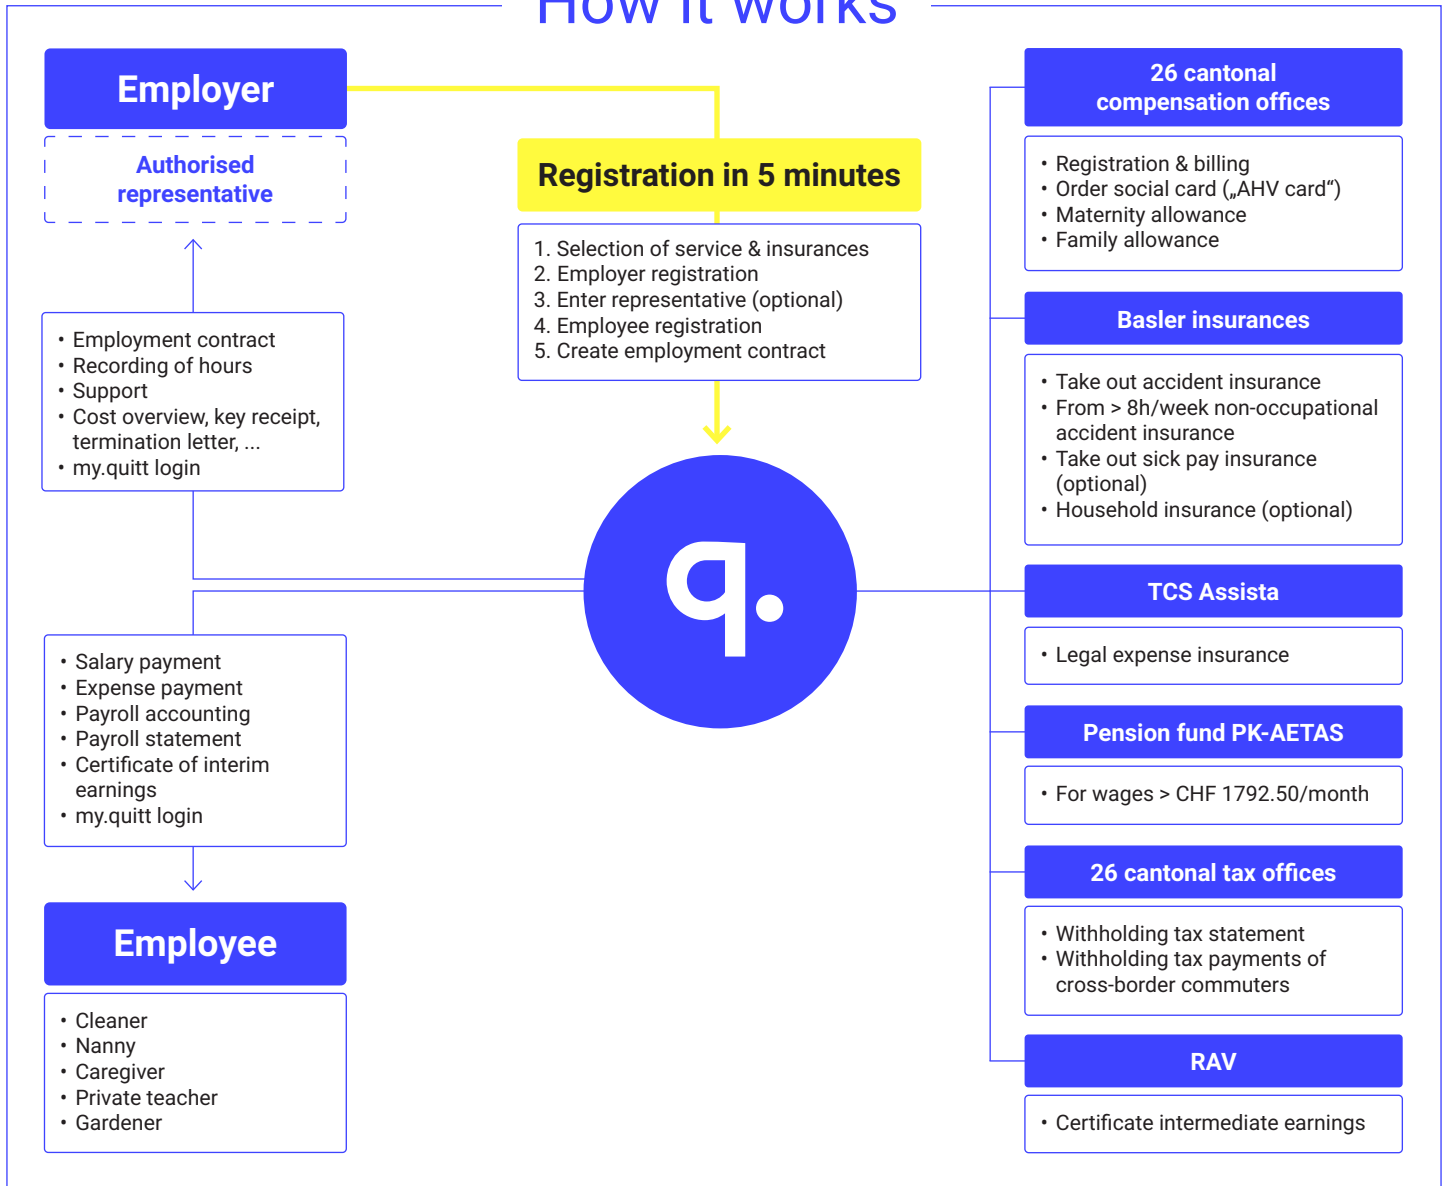 How it works
Employer
Authorised
representative
• Employment contract
• Recording of hours
• Support
• Cost overview, key receipt,
termination letter, ...
• my.quitt login
• Salary payment
• Expense payment
• Payroll accounting
• Payroll statement
• Certificate of interim
earnings
• my.quitt login
Employee
• Cleaner
• Nanny
• Caregiver
• Private teacher
• Gardener
Registration in 5 minutes
1. Selection of service & insurances
2. Employer registration
3. Enter representative (optional)
4. Employee registration
5. Create employment contract
q.
26 cantonal
compensation offices
• Registration & billing
• Order social card („AHV card“)
• Maternity allowance
• Family allowance
Basler insurances
• Take out accident insurance
• From > 8h/week non-occupational
accident insurance
• Take out sick pay insurance
(optional)
• Household insurance (optional)
TCS Assista
• Legal expense insurance
Pension fund PK-AETAS
• For wages > CHF 1792.50/month
26 cantonal tax offices
• Withholding tax statement
• Withholding tax payments of
cross-border commuters
RAV
• Certificate intermediate earnings